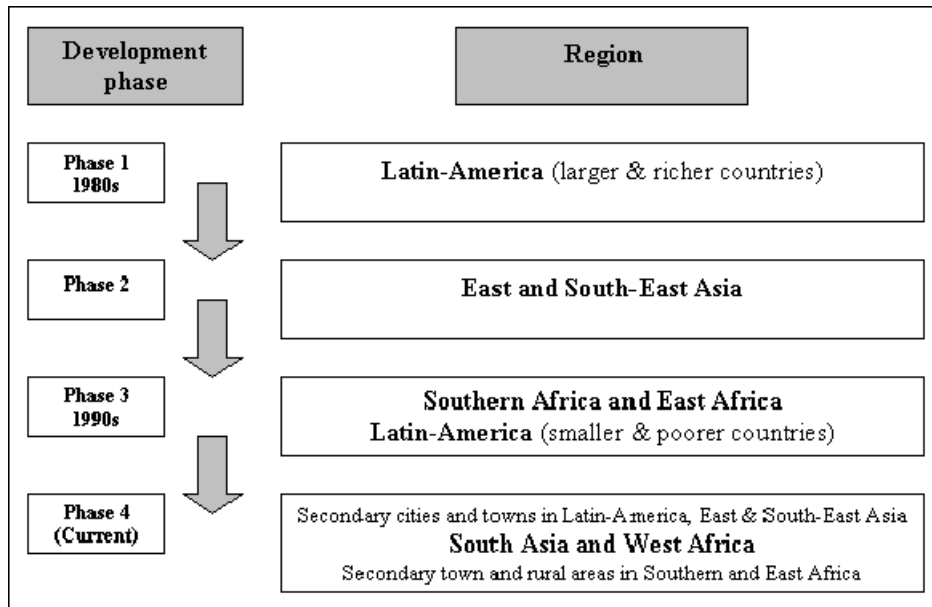 Development
phase
Region
Phase 1
1980s
Latin-America (larger & richer countries)
Phase 2
East and South-East Asia
Phase 3
1990s
Southern Africa and East Africa
Latin-America (smaller & poorer countries)
Phase 4
(Current)
Secondary cities and towns in Latin-America, East & South-East Asia
South Asia and West Africa
Secondary town and rural areas in Southern and East Africa